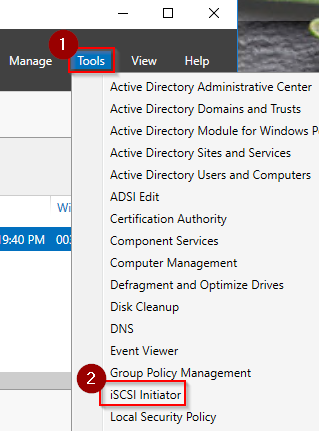 1
Manage Tools View Help
Active Directory Administrative Center
Active Directory Domains and Trusts
Active Directory Module for Windows
Active Directory Sites and Services
Active Directory Users and Computers
ADSI Edit
Wi
Certification Authority
:40 PM 00
Component Services
Computer Management
Defragment and Optimize Drives
Disk Cleanup
DNS
Event Viewer
Group Policy Management
2
iSCSI Initiator
Local Security Policy